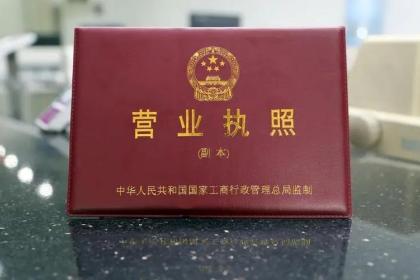 营业执照
(副本)
中华人民共和国国家工商行政管理总局监制